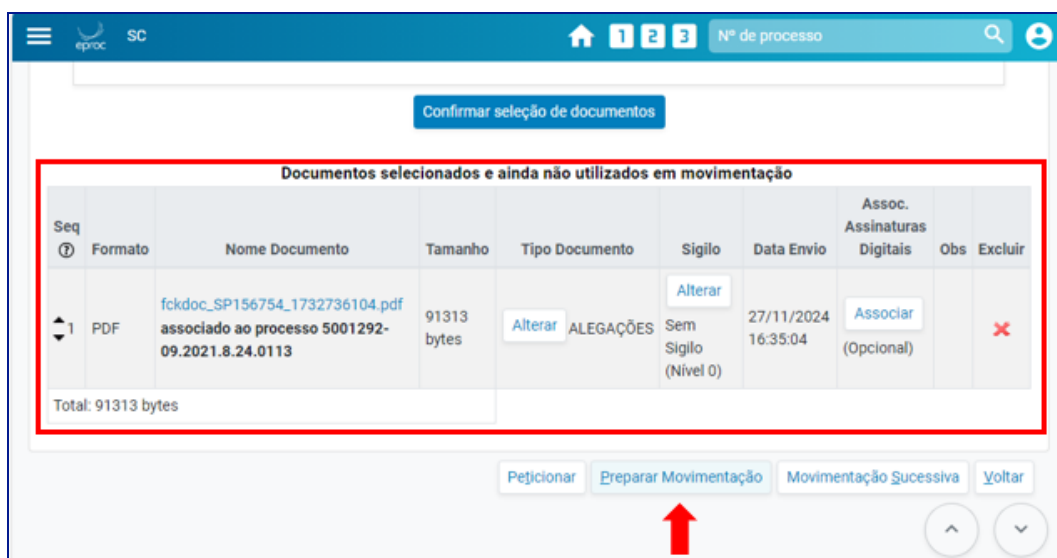 eproc SC 1 2 3 Nº de processo
Confirmar seleção de documentos
Documentos selecionados e ainda não utilizados em movimentação
Seq Formato Nome Documento Tamanho Tipo Documento Sigilo Data Envio Assoc. Assinaturas Digitais Obs Excluir
1 PDF
fckdoc_SP156754_1732736104.pdf
associado ao processo 5001292-
09.2021.8.24.0113
91313
bytes
Alterar ALEGAÇÕES
Alterar
Sem
Sigilo
(Nível 0)
27/11/2024
16:35:04
Associar
(Opcional)
Total: 91313 bytes
Peticionar Preparar Movimentação Movimentação Sucessiva Voltar